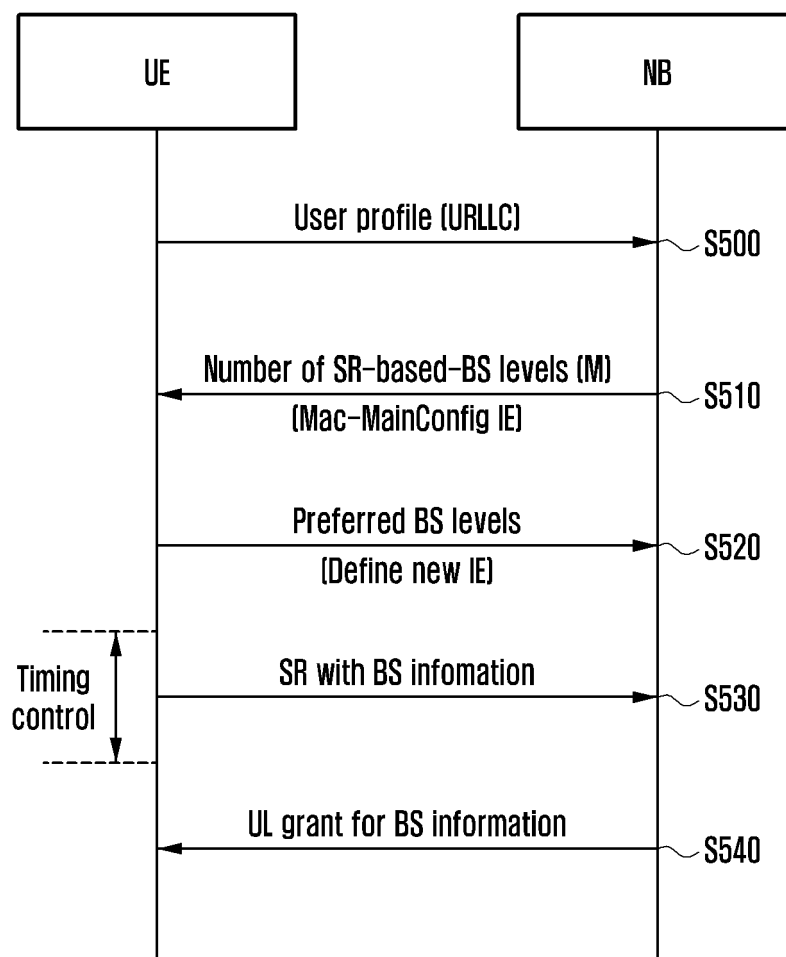 UE
NB
User profile (URLLC)
S500
Number of SR-based-BS levels (M)
(Mac-MainConfig IE)
S510
Preferred BS levels
(Define new IE)
S520
Timing
control
SR with BS infomation
S530
UL grant for BS information
S540